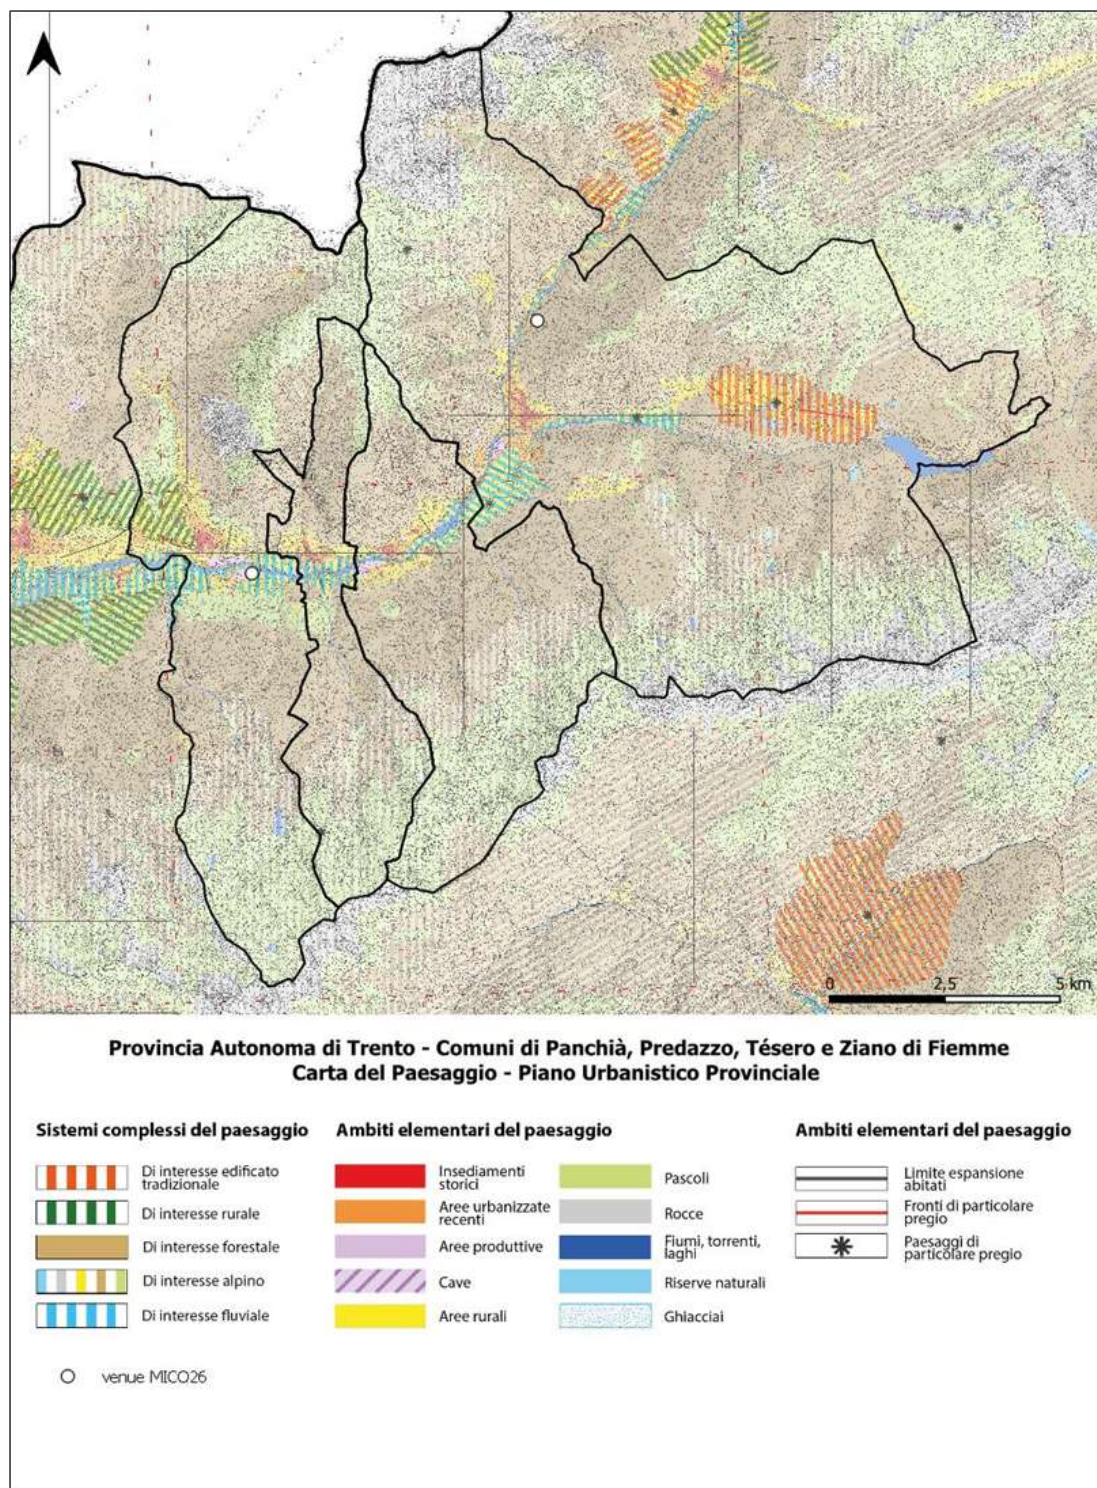 0 2,5 5 km
Provincia Autonoma di Trento - Comuni di Panchià, Predazzo, Tésero e Ziano di Fiemme
Carta del Paesaggio - Piano Urbanistico Provinciale
Sistemi complessi del paesaggio
Di interesse edificato
tradizionale
Di interesse rurale
Di interesse forestale
Di interesse alpino
Di interesse fluviale
venue MICO26
Ambiti elementari del paesaggio
Insediamenti
storici
Aree urbanizzate
recenti
Aree produttive
Cave
Aree rurali
Pascoli
Rocce
Fiumi, torrenti,
laghi
Riserve naturali
Ghiacciai
Ambiti elementari del paesaggio
Limite espansione
abitati
Fronti di particolare
pregio
Paesaggi di
particolare pregio